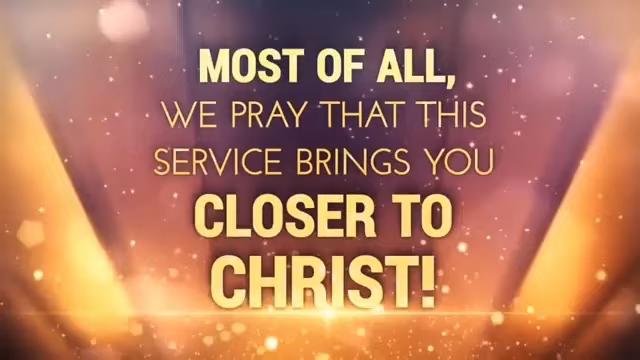 MOST OF ALL,
WE PRAY THAT THIS
SERVICE BRINGS YOU
CLOSER TO
CHRIST!